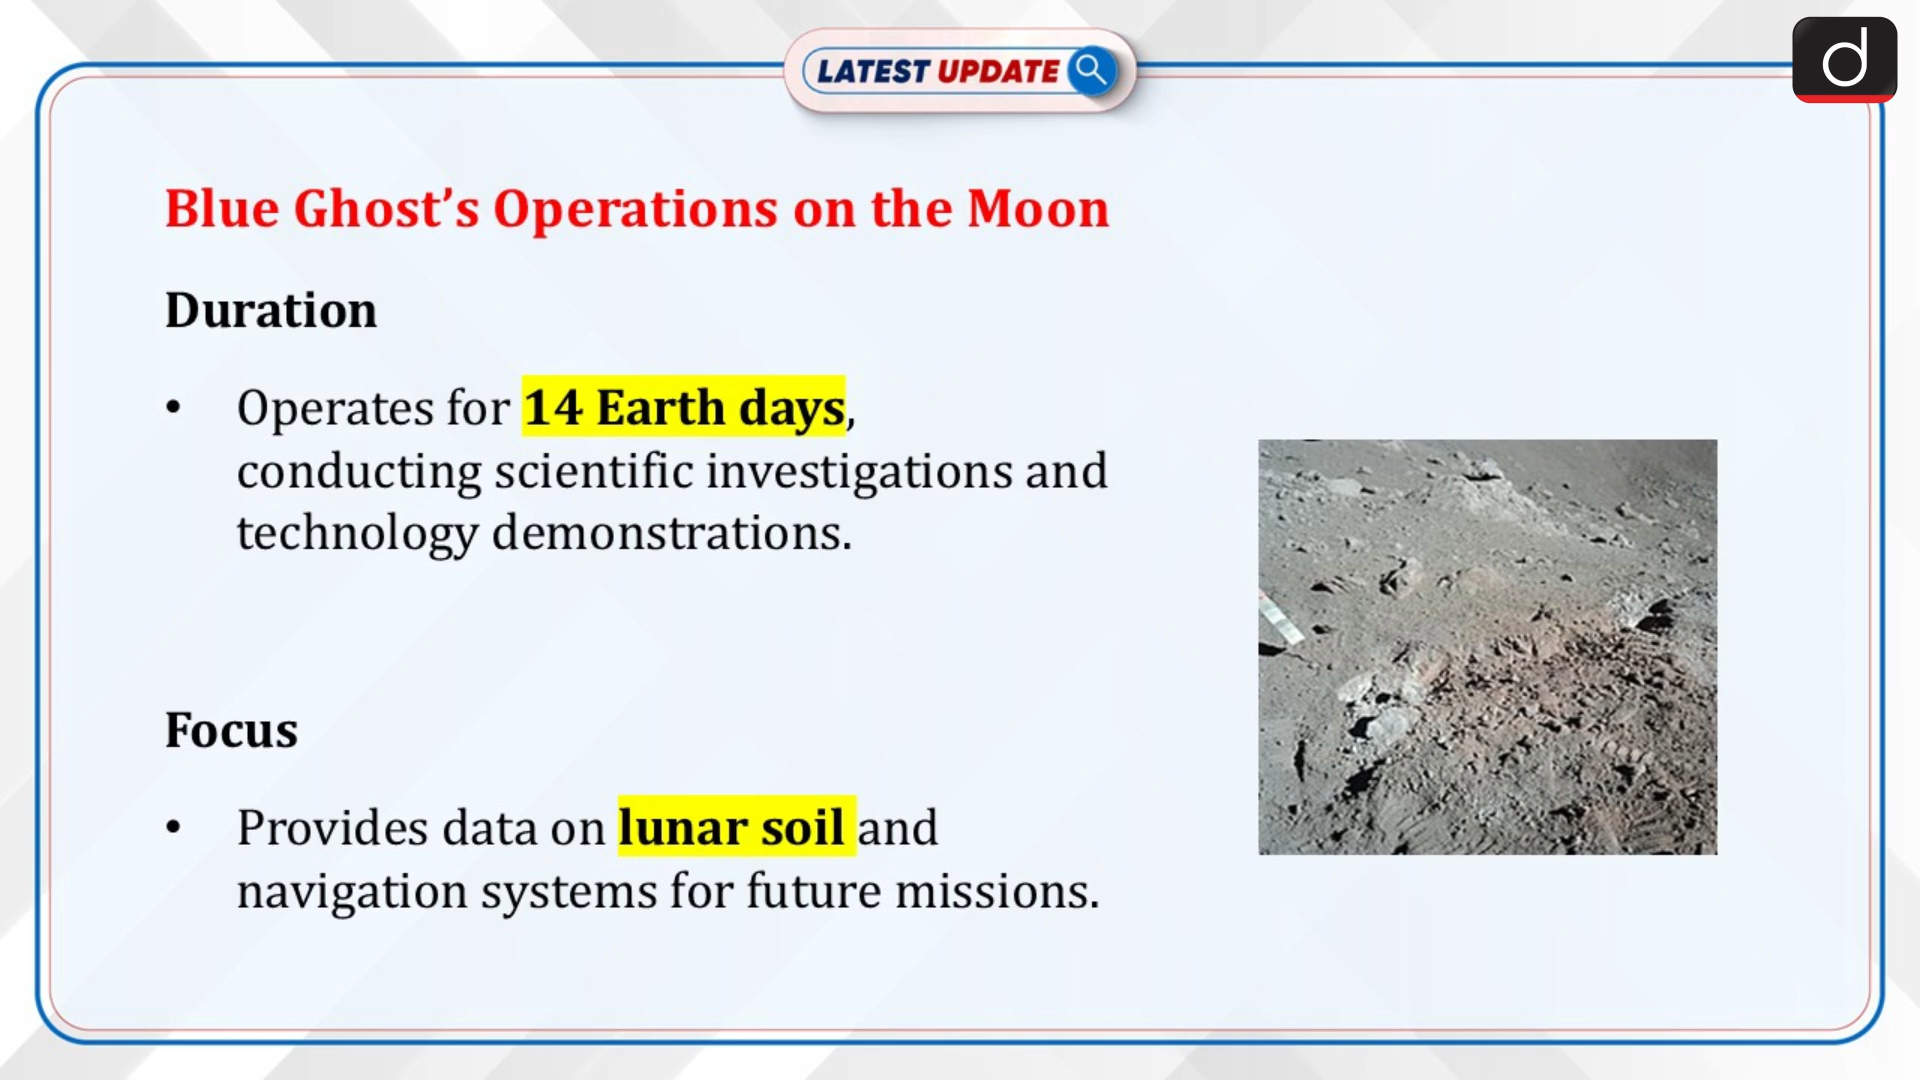 LATEST UPDATE
d
Blue Ghost’s Operations on the Moon
Duration
• Operates for 14 Earth days,
conducting scientific investigations and
technology demonstrations.
Focus
• Provides data on lunar soil and
navigation systems for future missions.